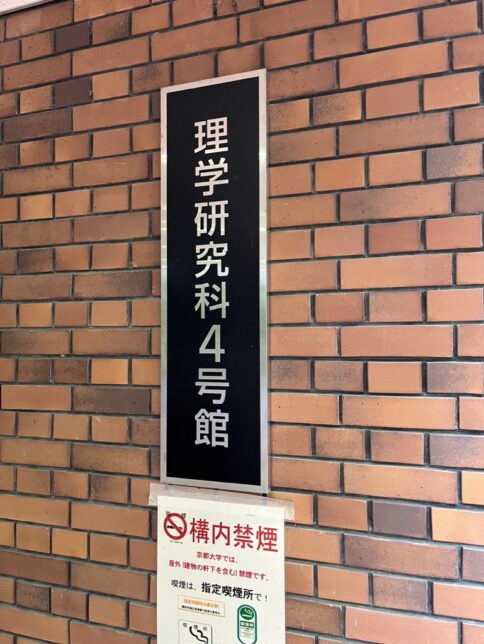 理学研究科4号館
構内禁煙
京都大学では、
屋外(建物の軒下を含む)禁煙です。
喫煙は、指定喫煙所で!